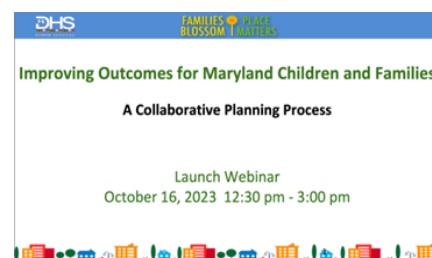 DHS
FAMILIES PLACE
BLOSSOM MATTERS
Improving Outcomes for Maryland Children and Families
A Collaborative Planning Process
Launch Webinar
October 16, 2023 12:30 pm - 3:00 pm